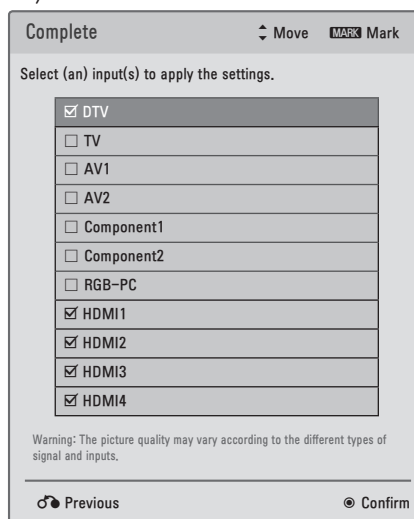 Complete Move MARK Mark
Select (an) input(s) to apply the settings.
☑ DTV
☐ TV
☐ AV1
☐ AV2
☐ Component1
☐ Component2
☐ RGB-PC
☑ HDMI1
☑ HDMI2
☑ HDMI3
☑ HDMI4
Warning: The picture quality may vary according to the different types of
signal and inputs.
Previous ◉ Confirm